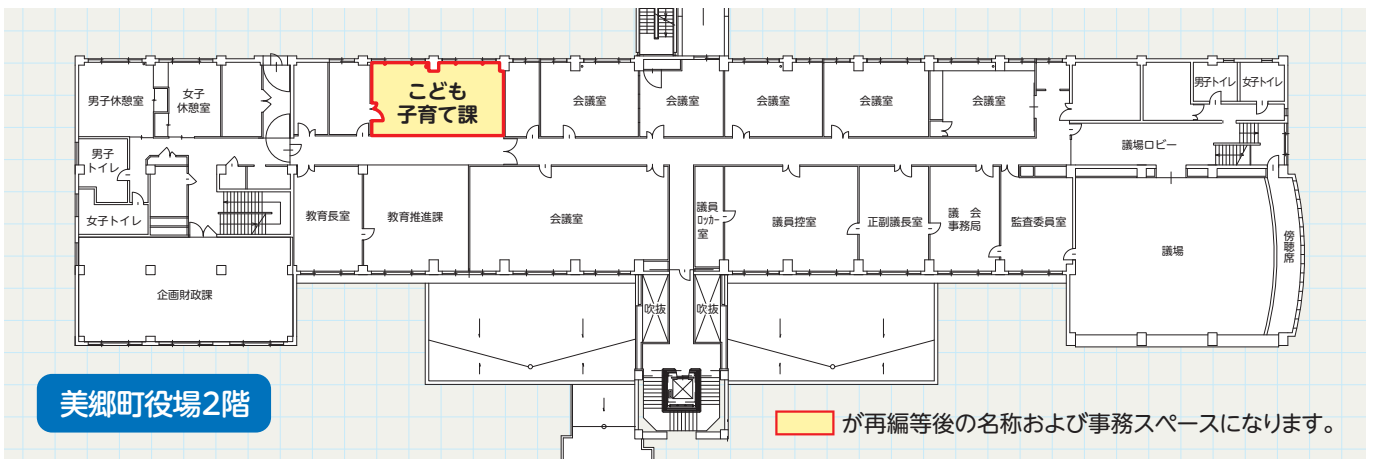 男子休憩室
女子
休憩室
こども
子育て課
会議室
会議室
会議室
会議室
会議室
男子トイレ
女子トイレ
男子
トイレ
女子トイレ
議場ロビー
教育長室
教育推進課
会議室
議員
ロッカー
室
議員控室
正副議長室
議 会
事務局
監査委員室
議場
傍聴席
企画財政課
吹抜
吹抜
美郷町役場2階
が再編等後の名称および事務スペースになります。